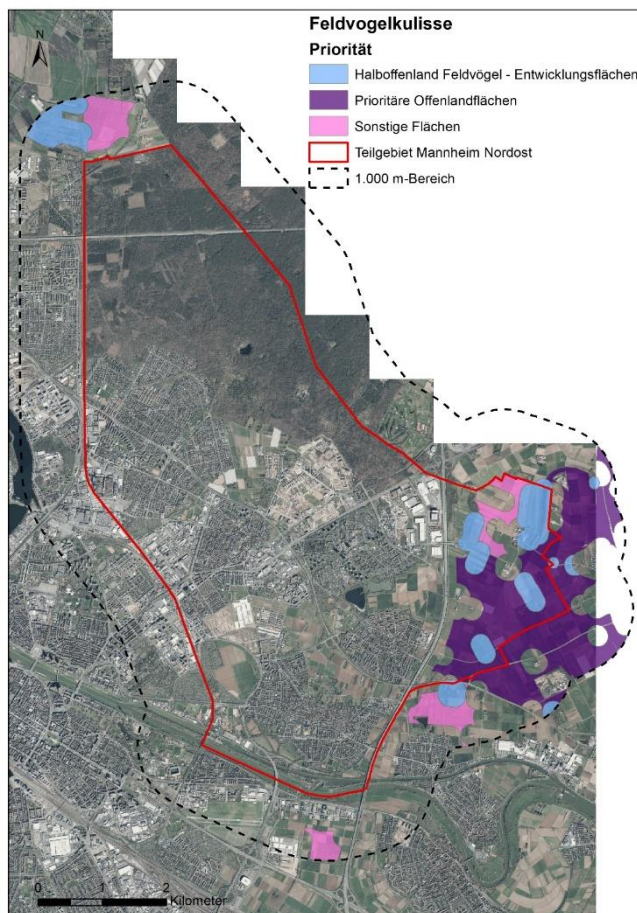 Feldvogelkulisse
Priorität
Halboffenland Feldvögel - Entwicklungsflächen
Prioritäre Offenlandflächen
Sonstige Flächen
Teilgebiet Mannheim Nordost
1.000 m-Bereich
N
0 1 2
Kilometer